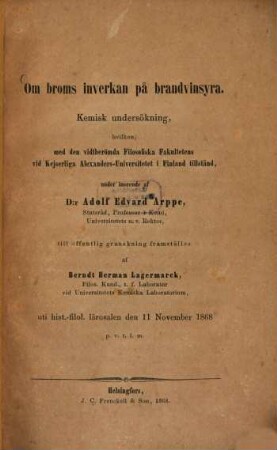 Om broms inverkan på brandvinsyra.
Kemisk undersökning,
hvilken,
med den vidtberömda Filosofiska Fakultetens
vid Kejserliga Alexanders-Universitetet i Finland tillstånd,
under inseende af
D:r Adolf Edvard Arppe,
Statsråd, Professor i Kemi,
Universitetets n. v. Rektor,
till offentlig granskning framställes
af
Berndt Herman Lagermarck,
Filos. Kand., t. f. Laborator
vid Universitetets Kemiska Laboratorium,
uti hist.-filol. lärosalen den 11 November 1868
p. v. t. f. m.
Helsingfors,
J. C. Frenckell & Son, 1868.